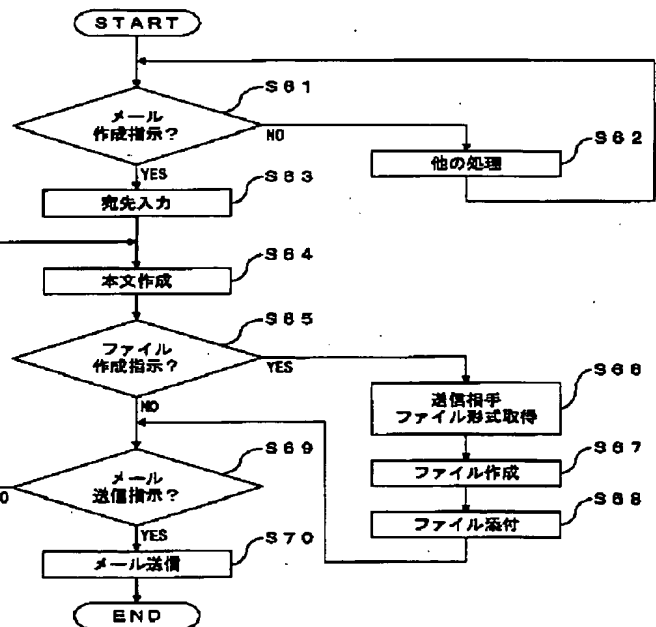 START
S61
メール
作成指示?
NO
S62
他の処理
YES
S63
宛先入力
S64
本文作成
S65
ファイル
作成指示?
YES
NO
S66
送信相手
ファイル形式取得
S67
ファイル作成
S68
ファイル添付
S69
メール
送信指示?
O
YES
S70
メール送信
END